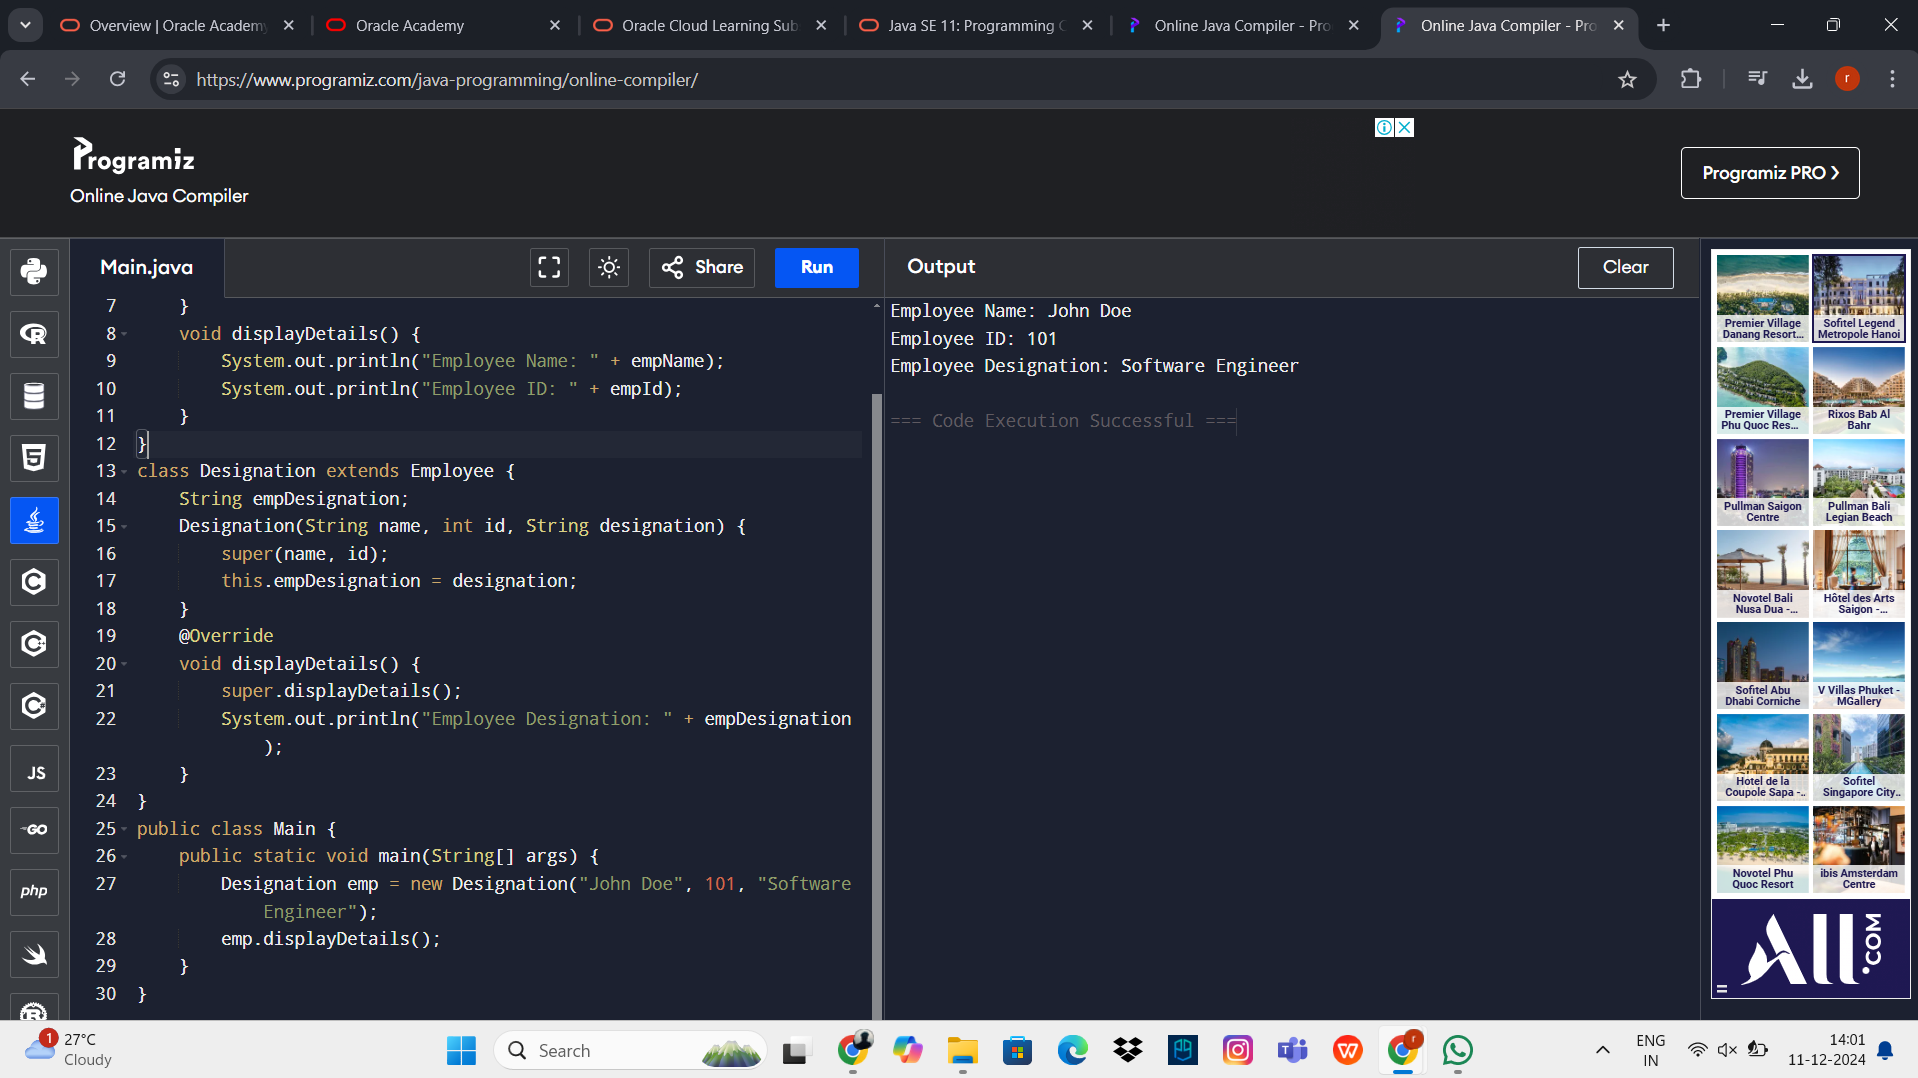 Overview | Oracle Academy
Oracle Academy
Oracle Cloud Learning Sub
Java SE 11: Programming C
Online Java Compiler - Pro
Online Java Compiler - Pro
https://www.programiz.com/java-programming/online-compiler/
r
Programiz
Online Java Compiler
Programiz PRO >
Main.java
Share
Run
Output
Clear
7 }
8 void displayDetails() {
9 System.out.println("Employee Name: " + empName);
10 System.out.println("Employee ID: " + empId);
11 }
12 }
13 class Designation extends Employee {
14 String empDesignation;
15 Designation(String name, int id, String designation) {
16 super(name, id);
17 this.empDesignation = designation;
18 }
19 @Override
20 void displayDetails() {
21 super.displayDetails();
22 System.out.println("Employee Designation: " + empDesignation
);
23 }
24 }
25 public class Main {
26 public static void main(String[] args) {
27 Designation emp = new Designation("John Doe", 101, "Software
Engineer");
28 emp.displayDetails();
29 }
30 }
Employee Name: John Doe
Employee ID: 101
Employee Designation: Software Engineer
=== Code Execution Successful ===
JS
GO
php
Premier Village
Danang Resort...
Sofitel Legend
Metropole Hanoi
Premier Village
Phu Quoc Res...
Rixos Bab Al
Bahr
Pullman Saigon
Centre
Pullman Bali
Legian Beach
Novotel Bali
Nusa Dua -...
Hôtel des Arts
Saigon -...
Sofitel Abu
Dhabi Corniche
V Villas Phuket -
MGallery
Hotel de la
Coupole Sapa -...
Sofitel
Singapore City...
Novotel Phu
Quoc Resort
ibis Amsterdam
Centre
All.COM
1
27°C
Cloudy
Search
r
ENG
IN
14:01
11-12-2024